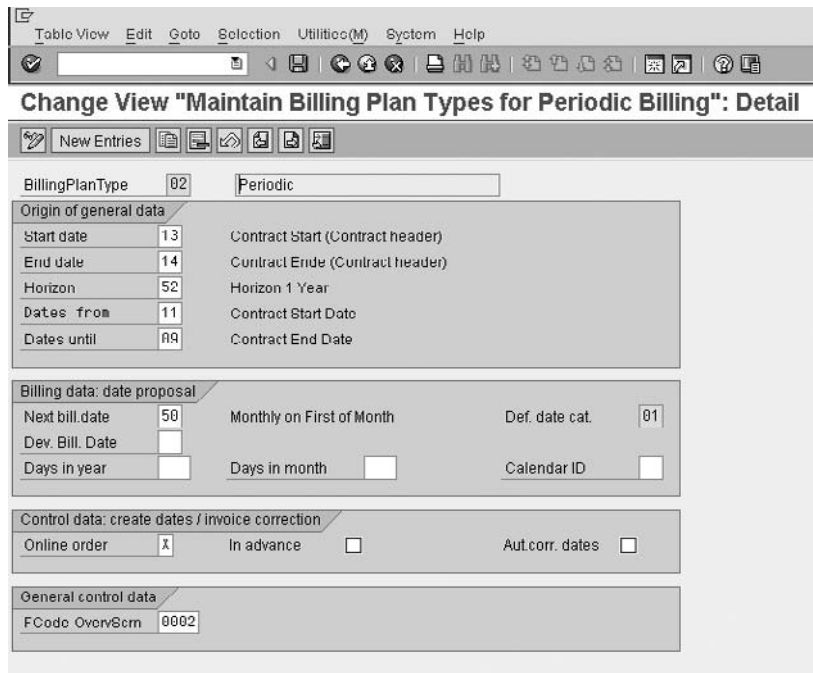 Table View Edit Goto Selection Utilities(M) System Help
Change View "Maintain Billing Plan Types for Periodic Billing": Detail
New Entries
BillingPlanType 02 Periodic
Origin of general data
Start date 13 Contract Start (Contract header)
End date 14 Contract Ende (Contract header)
Horizon 52 Horizon 1 Year
Dates from 11 Contract Start Date
Dates until 09 Contract End Date
Billing data: date proposal
Next bill.date 50 Monthly on First of Month Def. date cat. 01
Dev. Bill. Date
Days in year Days in month Calendar ID
Control data: create dates / invoice correction
Online order X In advance Aut.corr. dates
General control data
FCode OvervScrn 0002